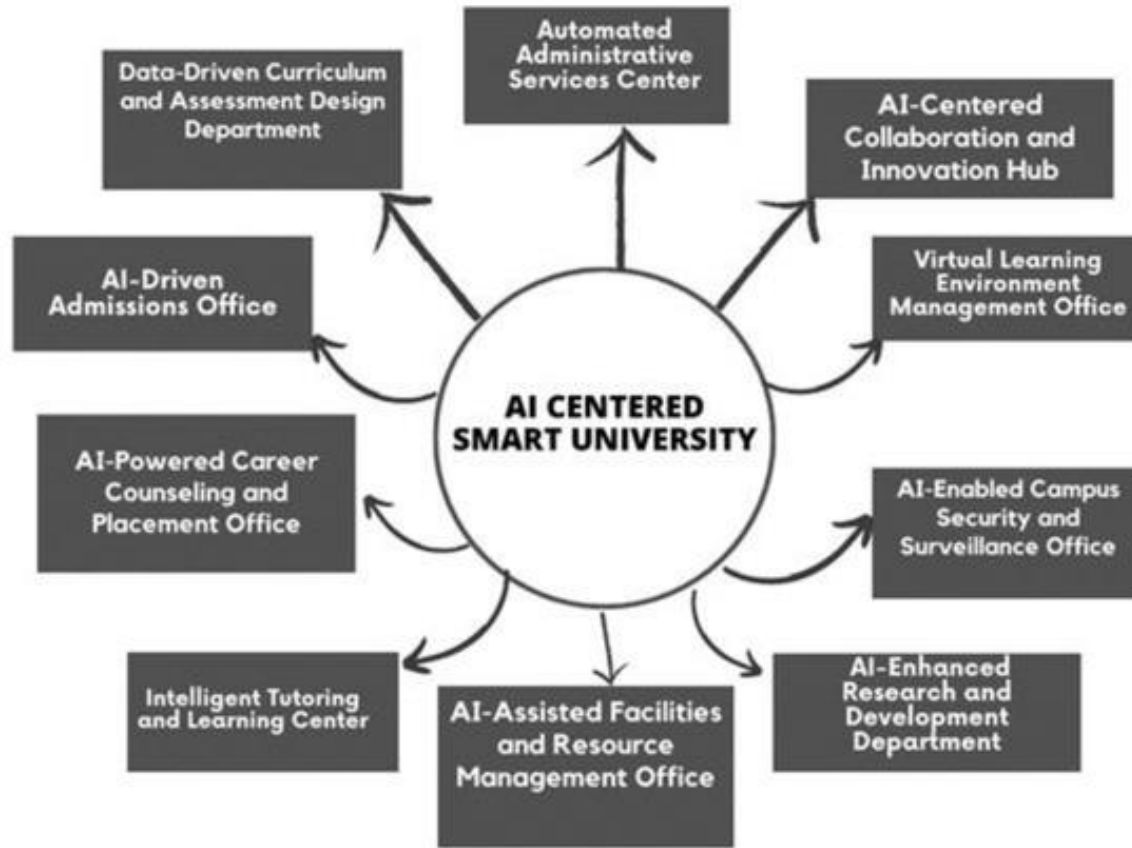 Automated
Administrative
Services Center
Data-Driven Curriculum
and Assessment Design
Department
AI-Centered
Collaboration and
Innovation Hub
AI-Driven
Admissions Office
Virtual Learning
Environment
Management Office
AI CENTERED
SMART UNIVERSITY
AI-Powered Career
Counseling and
Placement Office
AI-Enabled Campus
Security and
Surveillance Office
Intelligent Tutoring
and Learning Center
AI-Assisted Facilities
and Resource
Management Office
AI-Enhanced
Research and
Development
Department